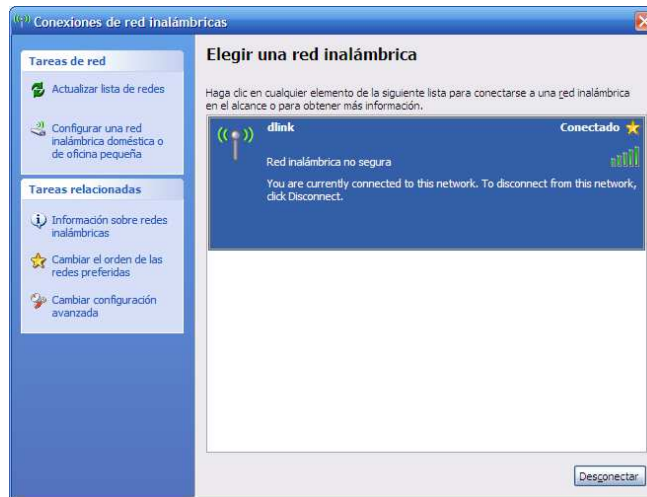 Conexiones de red inalámbricas
Tareas de red
Actualizar lista de redes
Configurar una red
inalámbrica doméstica o
de oficina pequeña
Tareas relacionadas
Información sobre redes
inalámbricas
Cambiar el orden de las
redes preferidas
Cambiar configuración
avanzada
Elegir una red inalámbrica
Haga clic en cualquier elemento de la siguiente lista para conectarse a una red inalámbrica
en el alcance o para obtener más información.
dlink Conectado
Red inalámbrica no segura
You are currently connected to this network. To disconnect from this network,
click Disconnect.
Desconectar